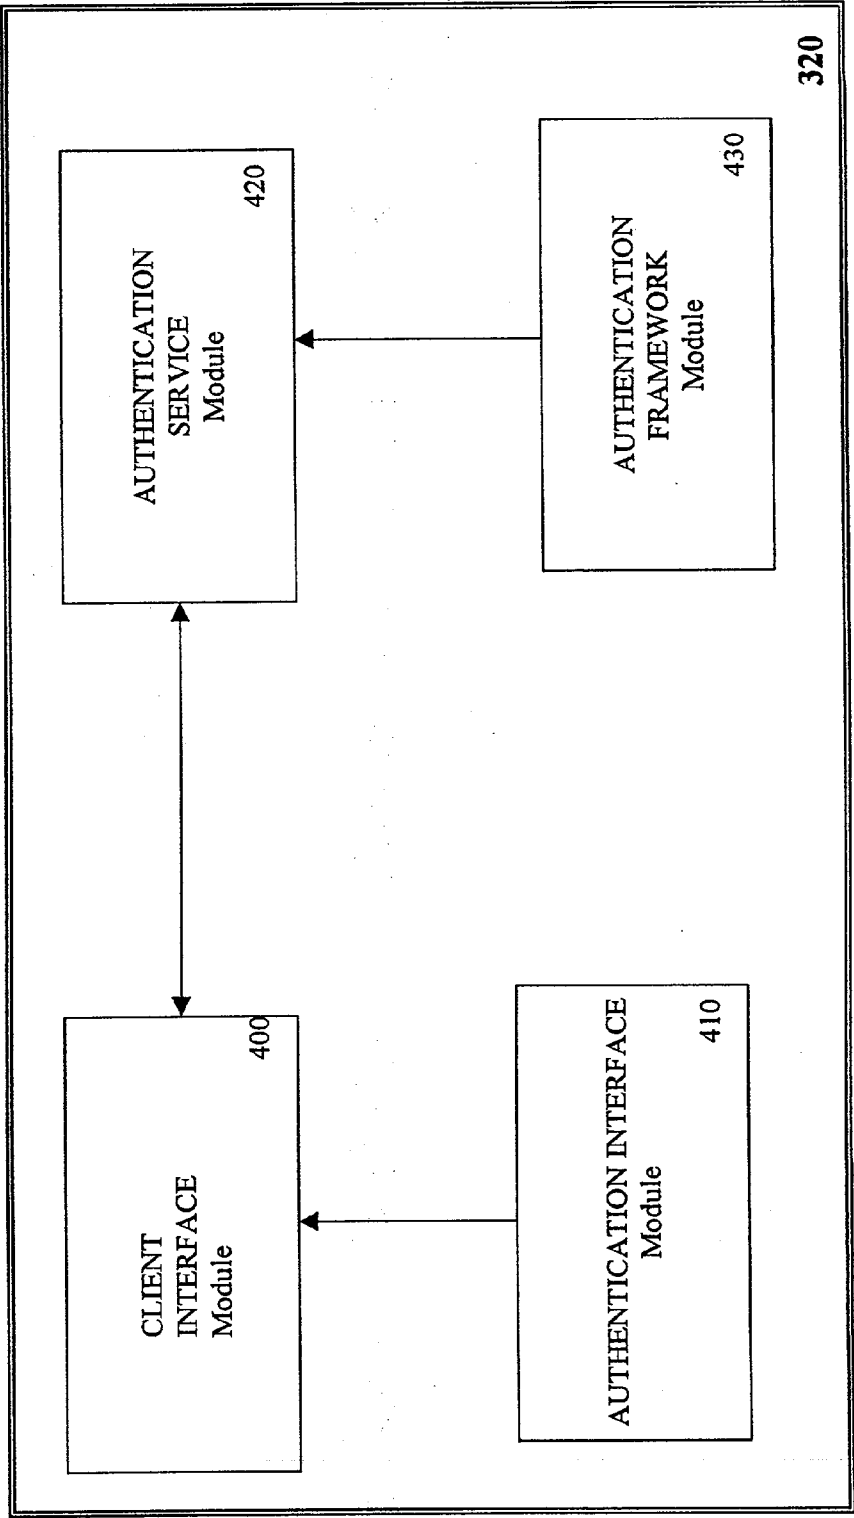 CLIENT
INTERFACE
Module
400
AUTHENTICATION
SERVICE
Module
420
AUTHENTICATION INTERFACE
Module
410
AUTHENTICATION
FRAMEWORK
Module
430
320